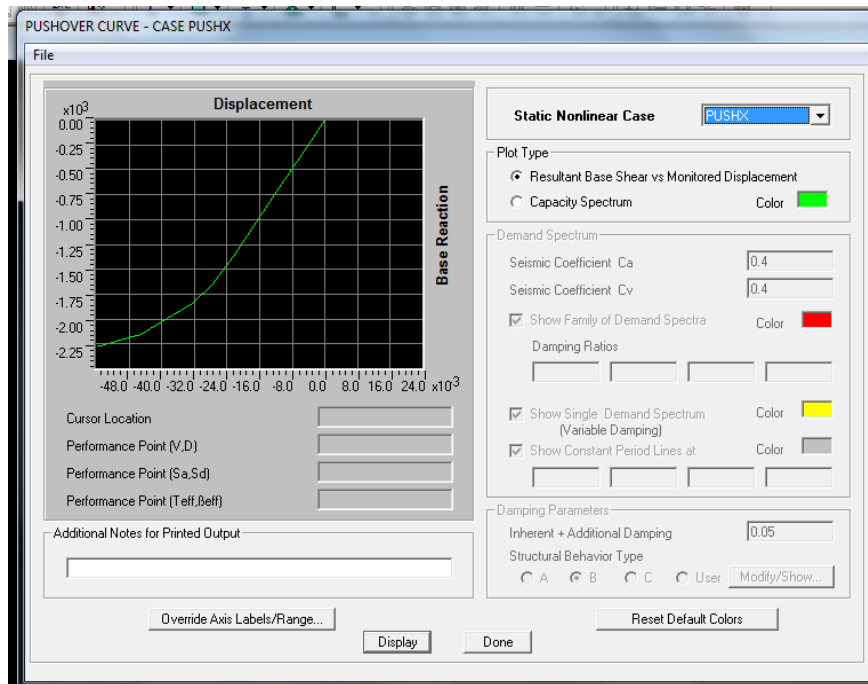 PUSHOVER CURVE - CASE PUSHX
File
Displacement
x10³
0.00
-0.25
-0.50
-0.75
-1.00
-1.25
-1.50
-1.75
-2.00
-2.25
Base Reaction
-48.0 -40.0 -32.0 -24.0 -16.0 -8.0 0.0 8.0 16.0 24.0 x10⁻³
Cursor Location
Performance Point (V,D)
Performance Point (Sa,Sd)
Performance Point (Teff,ßeff)
Additional Notes for Printed Output
Static Nonlinear Case PUSHX
Plot Type
Resultant Base Shear vs Monitored Displacement
Capacity Spectrum Color
Demand Spectrum
Seismic Coefficient Ca 0.4
Seismic Coefficient Cv 0.4
Show Family of Demand Spectra Color
Damping Ratios
Show Single Demand Spectrum Color
(Variable Damping)
Show Constant Period Lines at Color
Damping Parameters
Inherent + Additional Damping 0.05
Structural Behavior Type
A B C User Modify/Show...
Override Axis Labels/Range... Reset Default Colors
Display Done